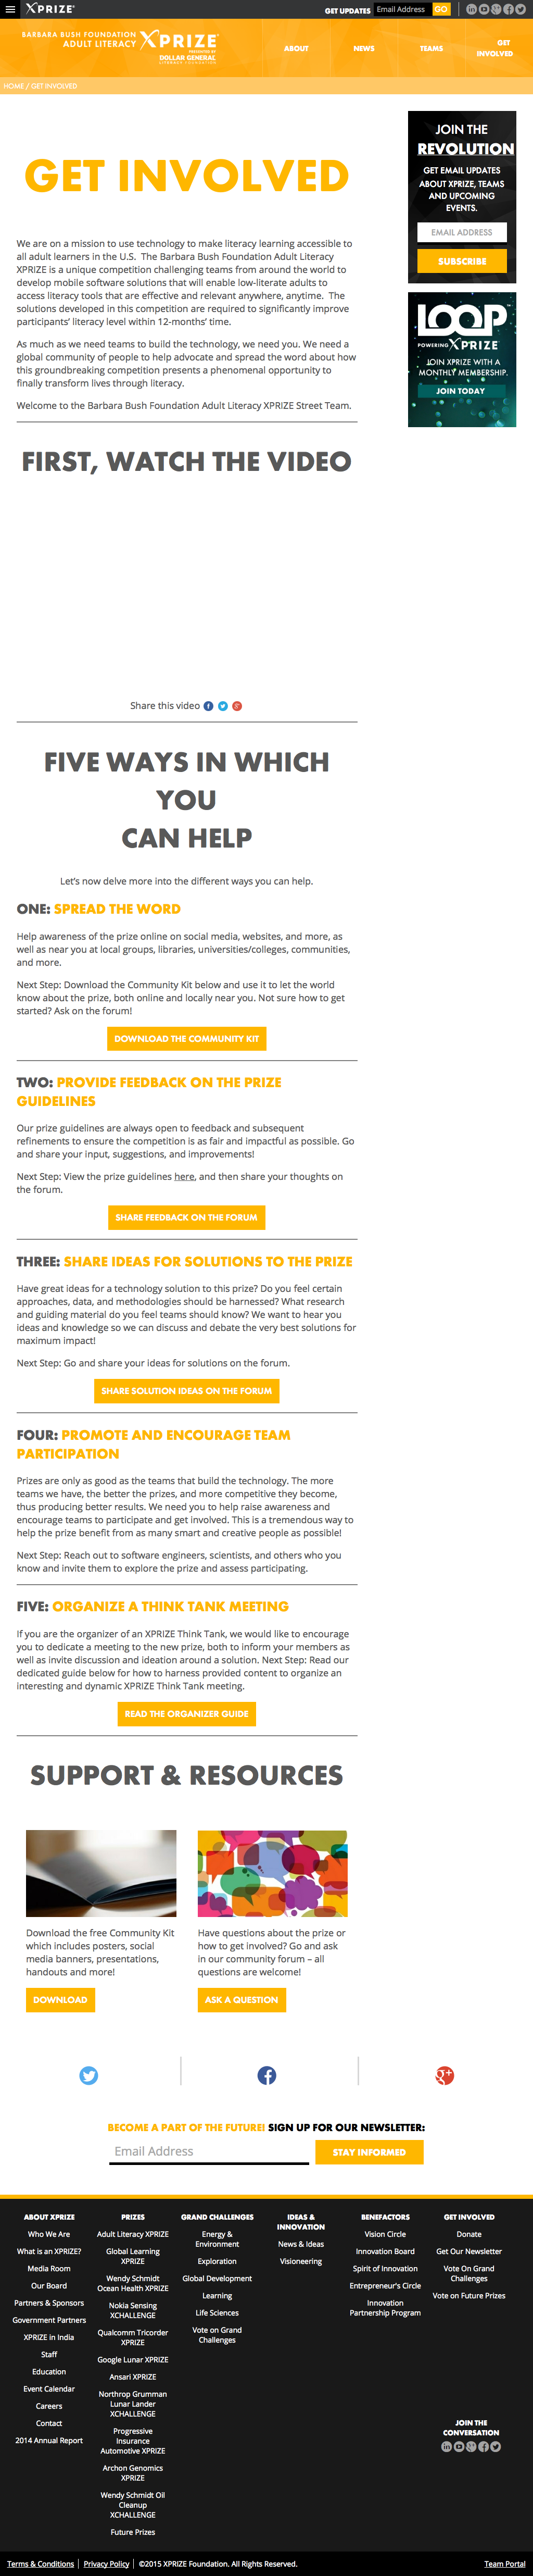 XPRIZE
GET UPDATES
Email Address
GO
BARBARA BUSH FOUNDATION
ADULT LITERACY
XPRIZE
PRESENTED BY
DOLLAR GENERAL
LITERACY FOUNDATION
ABOUT
NEWS
TEAMS
GET
INVOLVED
HOME / GET INVOLVED
GET INVOLVED
We are on a mission to use technology to make literacy learning accessible to
all adult learners in the U.S. The Barbara Bush Foundation Adult Literacy
XPRIZE is a unique competition challenging teams from around the world to
develop mobile software solutions that will enable low-literate adults to
access literacy tools that are effective and relevant anywhere, anytime. The
solutions developed in this competition are required to significantly improve
participants' literacy level within 12-months' time.
As much as we need teams to build the technology, we need you. We need a
global community of people to help advocate and spread the word about how
this groundbreaking competition presents a phenomenal opportunity to
finally transform lives through literacy.
Welcome to the Barbara Bush Foundation Adult Literacy XPRIZE Street Team.
JOIN THE
REVOLUTION
GET EMAIL UPDATES
ABOUT XPRIZE, TEAMS
AND UPCOMING
EVENTS.
EMAIL ADDRESS
SUBSCRIBE
LOOP
POWERING XPRIZE
JOIN XPRIZE WITH A
MONTHLY MEMBERSHIP.
JOIN TODAY
FIRST, WATCH THE VIDEO
Share this video
FIVE WAYS IN WHICH
YOU
CAN HELP
Let's now delve more into the different ways you can help.
ONE: SPREAD THE WORD
Help awareness of the prize online on social media, websites, and more, as
well as near you at local groups, libraries, universities/colleges, communities,
and more.
Next Step: Download the Community Kit below and use it to let the world
know about the prize, both online and locally near you. Not sure how to get
started? Ask on the forum!
DOWNLOAD THE COMMUNITY KIT
TWO: PROVIDE FEEDBACK ON THE PRIZE
GUIDELINES
Our prize guidelines are always open to feedback and subsequent
refinements to ensure the competition is as fair and impactful as possible. Go
and share your input, suggestions, and improvements!
Next Step: View the prize guidelines here, and then share your thoughts on
the forum.
SHARE FEEDBACK ON THE FORUM
THREE: SHARE IDEAS FOR SOLUTIONS TO THE PRIZE
Have great ideas for a technology solution to this prize? Do you feel certain
approaches, data, and methodologies should be harnessed? What research
and guiding material do you feel teams should know? We want to hear you
ideas and knowledge so we can discuss and debate the very best solutions for
maximum impact!
Next Step: Go and share your ideas for solutions on the forum.
SHARE SOLUTION IDEAS ON THE FORUM
FOUR: PROMOTE AND ENCOURAGE TEAM
PARTICIPATION
Prizes are only as good as the teams that build the technology. The more
teams we have, the better the prizes, and more competitive they become,
thus producing better results. We need you to help raise awareness and
encourage teams to participate and get involved. This is a tremendous way to
help the prize benefit from as many smart and creative people as possible!
Next Step: Reach out to software engineers, scientists, and others who you
know and invite them to explore the prize and assess participating.
FIVE: ORGANIZE A THINK TANK MEETING
If you are the organizer of an XPRIZE Think Tank, we would like to encourage
you to dedicate a meeting to the new prize, both to inform your members as
well as invite discussion and ideation around a solution. Next Step: Read our
dedicated guide below for how to harness provided content to organize an
interesting and dynamic XPRIZE Think Tank meeting.
READ THE ORGANIZER GUIDE
SUPPORT & RESOURCES
Download the free Community Kit
which includes posters, social
media banners, presentations,
handouts and more!
DOWNLOAD
Have questions about the prize or
how to get involved? Go and ask
in our community forum – all
questions are welcome!
ASK A QUESTION
BECOME A PART OF THE FUTURE! SIGN UP FOR OUR NEWSLETTER:
Email Address
STAY INFORMED
ABOUT XPRIZE
Who We Are
What is an XPRIZE?
Media Room
Our Board
Partners & Sponsors
Government Partners
XPRIZE in India
Staff
Education
Event Calendar
Careers
Contact
2014 Annual Report
PRIZES
Adult Literacy XPRIZE
Global Learning
XPRIZE
Wendy Schmidt
Ocean Health XPRIZE
Nokia Sensing
XCHALLENGE
Qualcomm Tricorder
XPRIZE
Google Lunar XPRIZE
Ansari XPRIZE
Northrop Grumman
Lunar Lander
XCHALLENGE
Progressive
Insurance
Automotive XPRIZE
Archon Genomics
XPRIZE
Wendy Schmidt Oil
Cleanup
XCHALLENGE
Future Prizes
GRAND CHALLENGES
Energy &
Environment
Exploration
Global Development
Learning
Life Sciences
Vote on Grand
Challenges
IDEAS &
INNOVATION
News & Ideas
Visioneering
BENEFACTORS
Vision Circle
Innovation Board
Spirit of Innovation
Entrepreneur's Circle
Innovation
Partnership Program
GET INVOLVED
Donate
Get Our Newsletter
Vote On Grand
Challenges
Vote on Future Prizes
JOIN THE
CONVERSATION
Terms & Conditions
Privacy Policy
©2015 XPRIZE Foundation. All Rights Reserved.
Team Portal